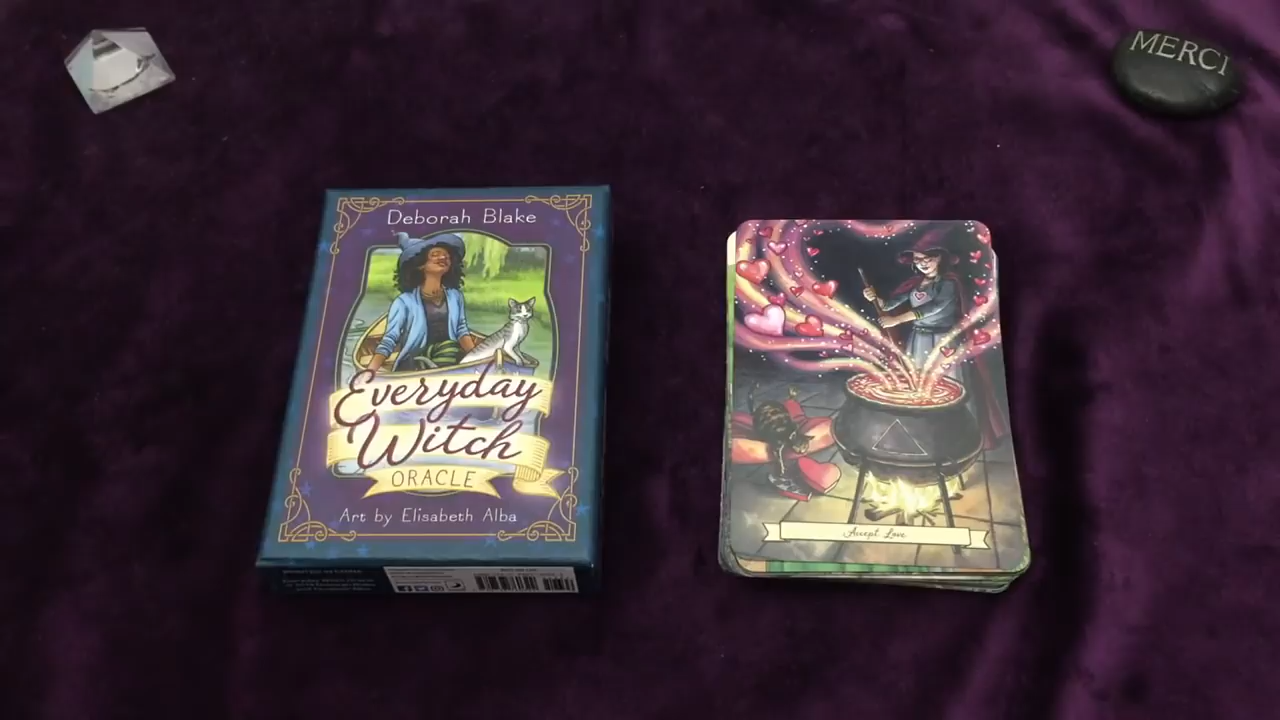 MERCI
Deborah Blake
Everyday
Witch
ORACLE
Art by Elisabeth Alba
Accept Love